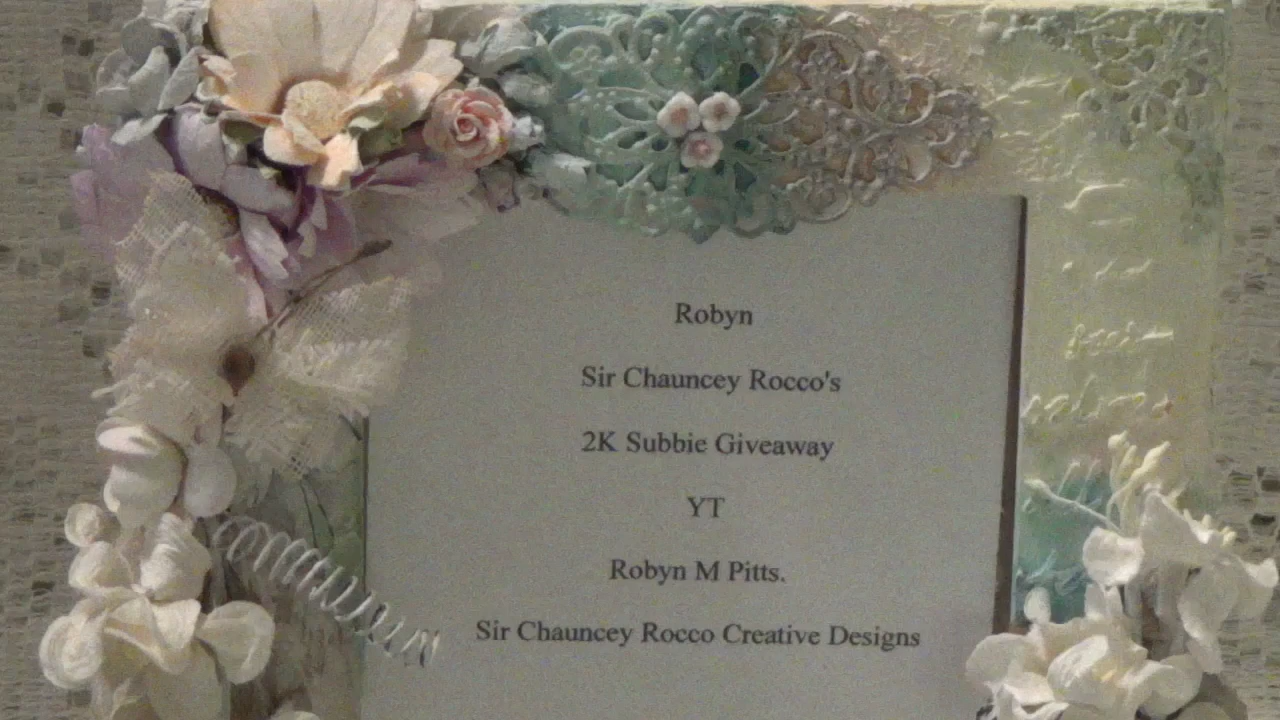 Robyn
Sir Chauncey Rocco's
2K Subbie Giveaway
YT
Robyn M Pitts.
Sir Chauncey Rocco Creative Designs